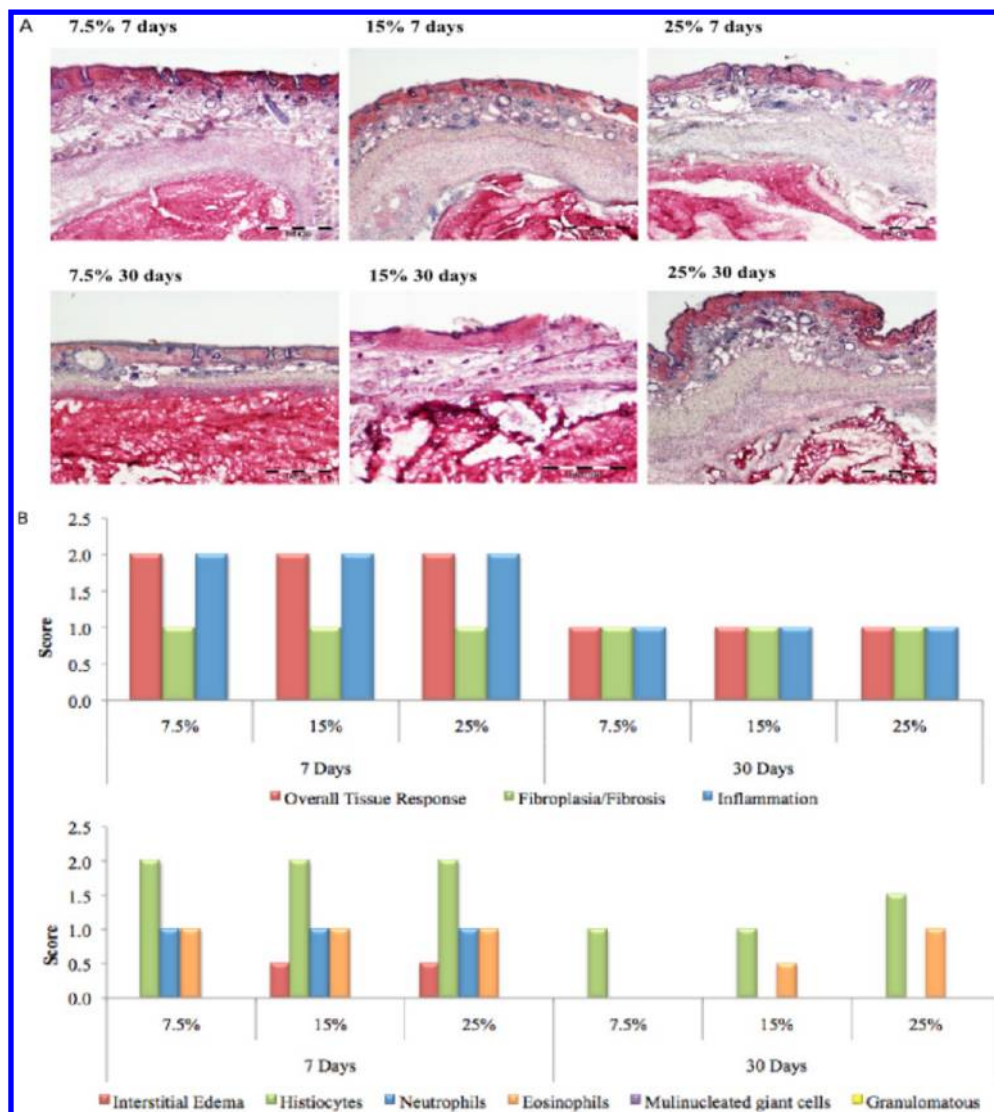 A
7.5% 7 days 15% 7 days 25% 7 days
7.5% 30 days 15% 30 days 25% 30 days
B
2.5
2.0
1.5
1.0
0.5
0.0
Score
7.5% 15% 25% 7.5% 15% 25%
7 Days 30 Days
Overall Tissue Response Fibroplasia/Fibrosis Inflammation
2.5
2.0
1.5
1.0
0.5
0.0
Score
7.5% 15% 25% 7.5% 15% 25%
7 Days 30 Days
Interstitial Edema Histiocytes Neutrophils Eosinophils Mulinucleated giant cells Granulomatous